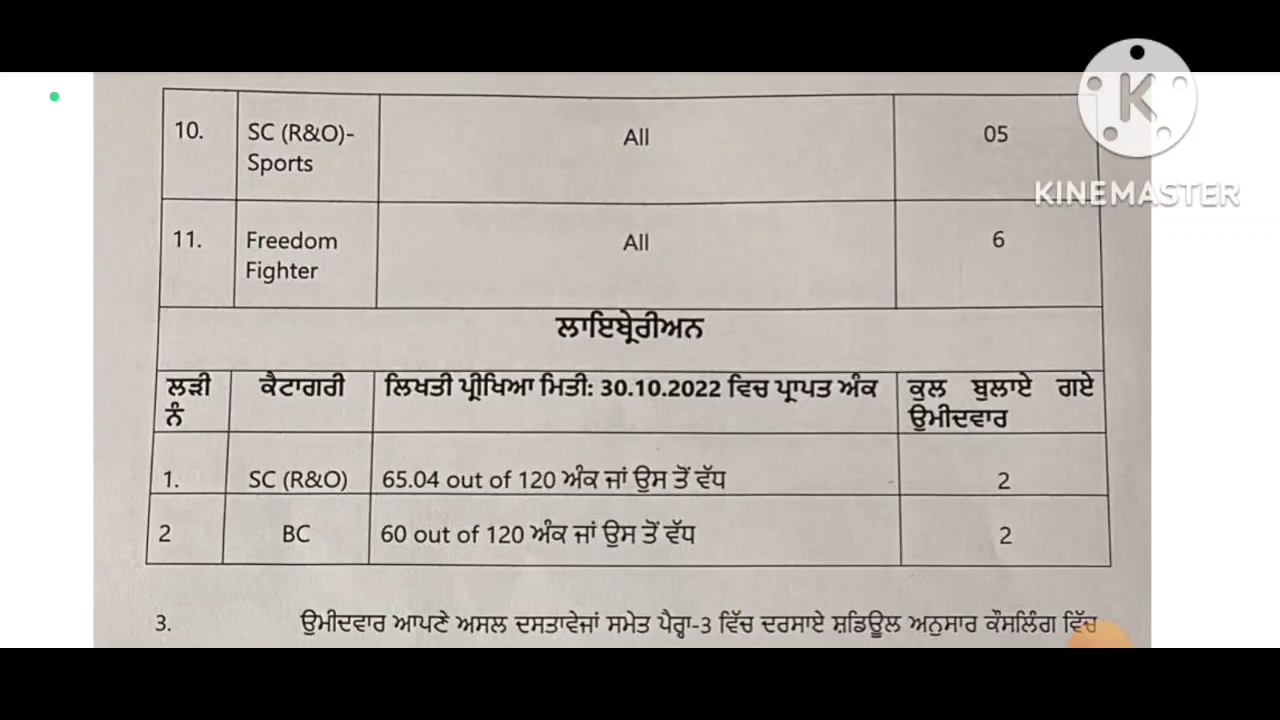 K
KINEMASTER
10. SC (R&O)- All 05
Sports
11. Freedom All 6
Fighter
ਲਾਇਬ੍ਰੇਰੀਅਨ
ਲੜੀ ਕੈਟਾਗਰੀ ਲਿਖਤੀ ਪ੍ਰੀਖਿਆ ਮਿਤੀ: 30.10.2022 ਵਿਚ ਪ੍ਰਾਪਤ ਅੰਕ ਕੁਲ ਬੁਲਾਏ ਗਏ
ਨੰ ਉਮੀਦਵਾਰ
1. SC (R&O) 65.04 out of 120 ਅੰਕ ਜਾਂ ਉਸ ਤੋਂ ਵੱਧ 2
2 BC 60 out of 120 ਅੰਕ ਜਾਂ ਉਸ ਤੋਂ ਵੱਧ 2
3. ਉਮੀਦਵਾਰ ਆਪਣੇ ਅਸਲ ਦਸਤਾਵੇਜਾਂ ਸਮੇਤ ਪੈਰ੍ਹਾ-3 ਵਿੱਚ ਦਰਸਾਏ ਸ਼ਡਿਊਲ ਅਨੁਸਾਰ ਕੌਂਸਲਿੰਗ ਵਿੱਚ